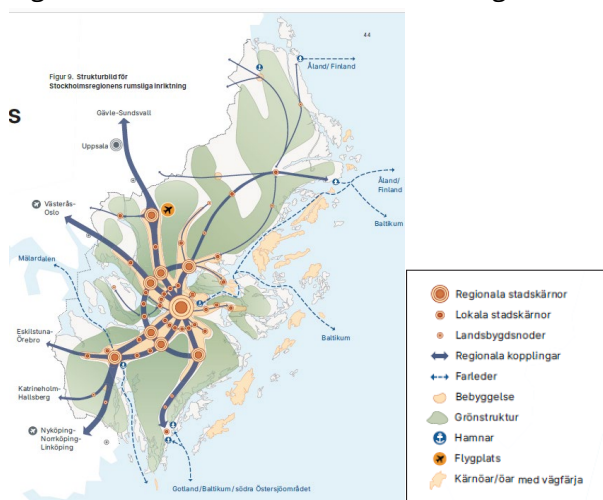 44
Figur 9. Strukturbild för
Stockholmsregionens rumsliga inriktning
S
Åland/ Finland
Gävle-Sundsvall
Uppsala
Västerås-
Oslo
Åland/
Finland
Baltikum
Mälardalen
Baltikum
Eskilstuna-
Örebro
Katrineholm-
Hallsberg
Nyköping-
Norrköping-
Linköping
Gotland/Baltikum/södra Östersjöområdet
Regionala stadskärnor
Lokala stadskärnor
Landsbygdsnoder
Regionala kopplingar
Farleder
Bebyggelse
Grönstruktur
Hamnar
Flygplats
Kärnöar/öar med vägfärja